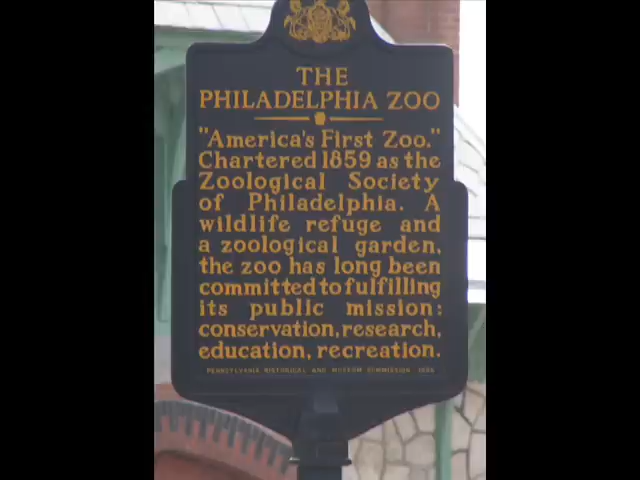 THE
PHILADELPHIA ZOO
"America's First Zoo."
Chartered 1859 as the
Zoological Society
of Philadelphia. A
wildlife refuge and
a zoological garden,
the zoo has long been
committed to fulfilling
its public mission:
conservation, research,
education, recreation.
PENNSYLVANIA HISTORICAL AND MUSEUM COMMISSION